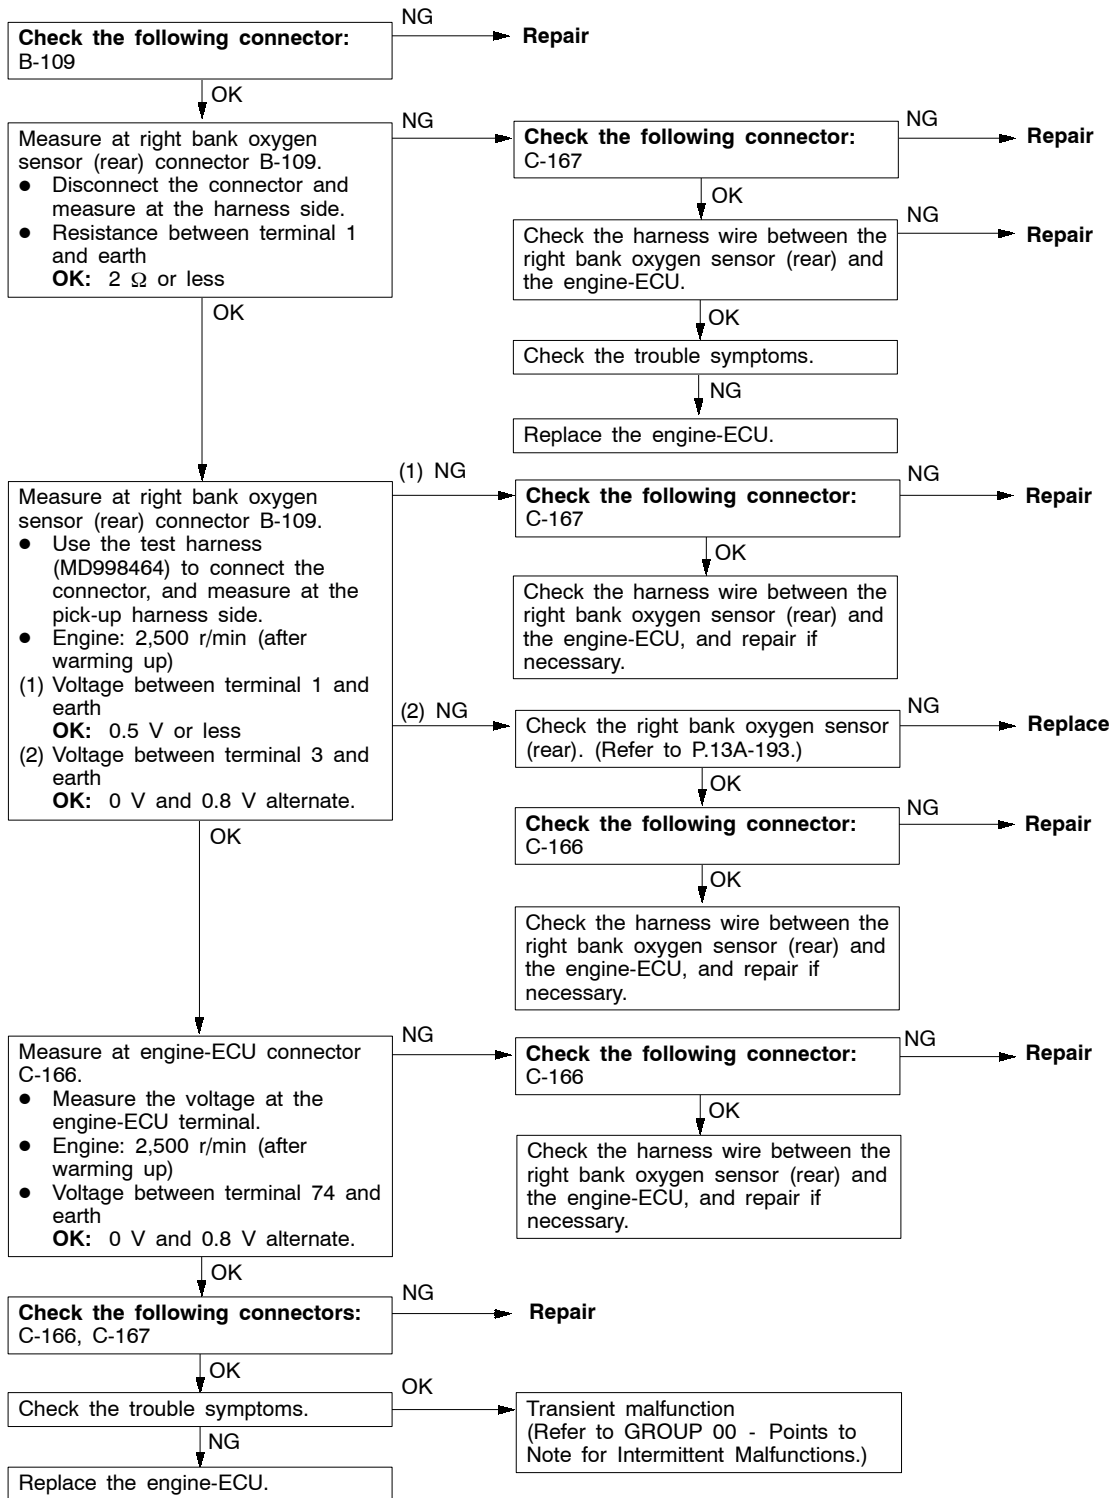 NG
Check the following connector:
B-109
Repair
OK
Measure at right bank oxygen
sensor (rear) connector B-109.
● Disconnect the connector and
measure at the harness side.
● Resistance between terminal 1
and earth
OK: 2 Ω or less
NG
Check the following connector:
C-167
NG
Repair
OK
Check the harness wire between the
right bank oxygen sensor (rear) and
the engine-ECU.
NG
Repair
OK
Check the trouble symptoms.
NG
Replace the engine-ECU.
OK
Measure at right bank oxygen
sensor (rear) connector B-109.
● Use the test harness
(MD998464) to connect the
connector, and measure at the
pick-up harness side.
● Engine: 2,500 r/min (after
warming up)
(1) Voltage between terminal 1 and
earth
OK: 0.5 V or less
(2) Voltage between terminal 3 and
earth
OK: 0 V and 0.8 V alternate.
(1) NG
Check the following connector:
C-167
NG
Repair
OK
Check the harness wire between the
right bank oxygen sensor (rear) and
the engine-ECU, and repair if
necessary.
(2) NG
Check the right bank oxygen sensor
(rear). (Refer to P.13A-193.)
NG
Replace
OK
Check the following connector:
C-166
NG
Repair
OK
Check the harness wire between the
right bank oxygen sensor (rear) and
the engine-ECU, and repair if
necessary.
OK
Measure at engine-ECU connector
C-166.
● Measure the voltage at the
engine-ECU terminal.
● Engine: 2,500 r/min (after
warming up)
● Voltage between terminal 74 and
earth
OK: 0 V and 0.8 V alternate.
NG
Check the following connector:
C-166
NG
Repair
OK
Check the harness wire between the
right bank oxygen sensor (rear) and
the engine-ECU, and repair if
necessary.
OK
Check the following connectors:
C-166, C-167
NG
Repair
OK
Check the trouble symptoms.
OK
Transient malfunction
(Refer to GROUP 00 - Points to
Note for Intermittent Malfunctions.)
NG
Replace the engine-ECU.